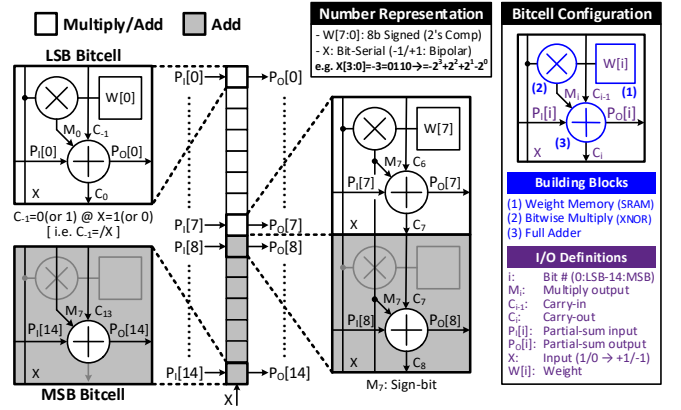 Multiply/Add
Add
LSB Bitcell
W[0]
M0
C-1
PI[0]
PO[0]
X
C0
C-1=0(or 1) @ X=1(or 0)
[ i.e. C-1=/X ]
M7
C13
PI[14]
PO[14]
X
MSB Bitcell
PI[0]
PO[0]
PI[7]
PO[7]
PI[8]
PO[8]
PI[14]
PO[14]
X
Number Representation
- W[7:0]: 8b Signed (2's Comp)
- X: Bit-Serial (-1/+1: Bipolar)
e.g. X[3:0]=-3=0110→=-2³+2²+2¹-2⁰
W[7]
M7
C6
PI[7]
PO[7]
X
C7
M7
C7
PI[8]
PO[8]
X
C8
M7: Sign-bit
Bitcell Configuration
W[i]
(2)
(1)
Mi
Ci-1
PI[i]
PO[i]
(3)
X
Ci
Building Blocks
(1) Weight Memory (SRAM)
(2) Bitwise Multiply (XNOR)
(3) Full Adder
I/O Definitions
i: Bit # (0:LSB-14:MSB)
Mi: Multiply output
Ci-1: Carry-in
Ci: Carry-out
PI[i]: Partial-sum input
PO[i]: Partial-sum output
X: Input (1/0 → +1/-1)
W[i]: Weight